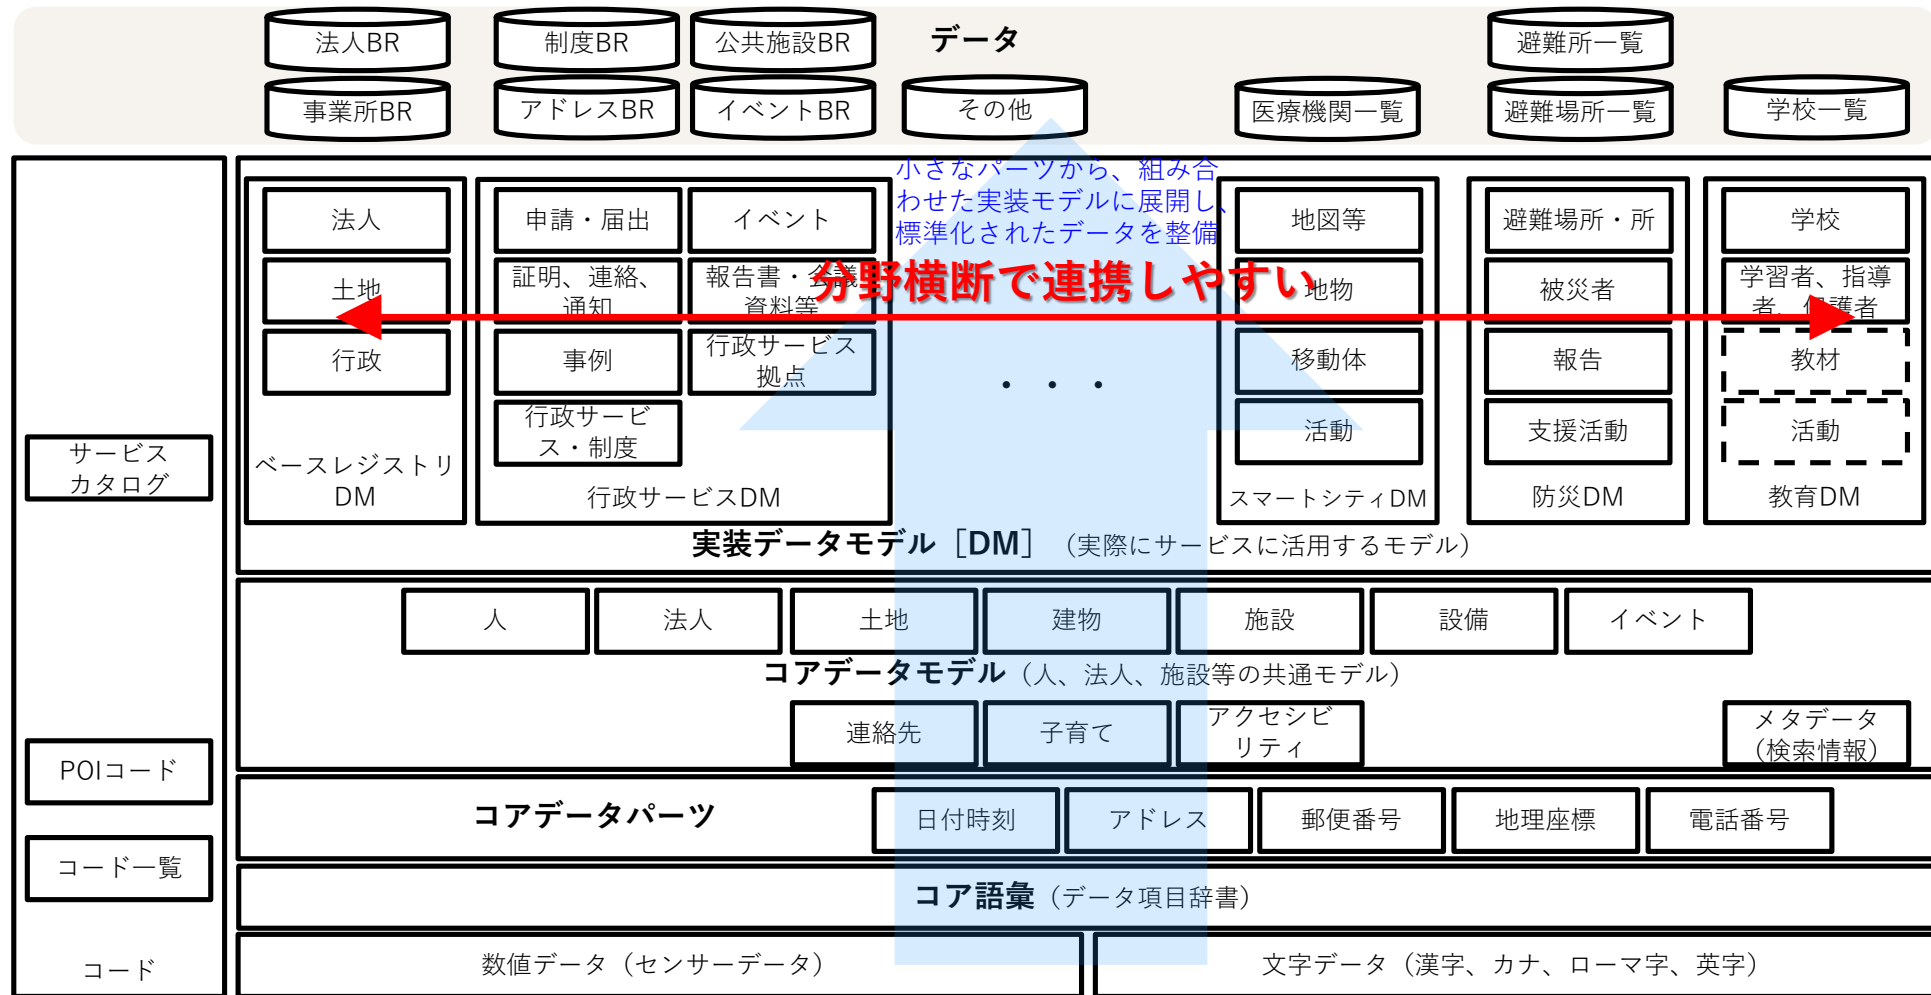 データ
法人BR
制度BR
公共施設BR
避難所一覧
事業所BR
アドレスBR
イベントBR
その他
医療機関一覧
避難場所一覧
学校一覧
小さなパーツから、組み合
わせた実装モデルに展開し、
標準化されたデータを整備
分野横断で連携しやすい
法人
土地
行政
ベースレジストリ
DM
申請・届出
証明、連絡、
通知
事例
行政サービ
ス・制度
イベント
報告書・会議
資料等
行政サービス
拠点
行政サービスDM
・・・
地図等
地物
移動体
活動
スマートシティDM
避難場所・所
被災者
報告
支援活動
防災DM
学校
学習者、指導
者、保護者
教材
活動
教育DM
実装データモデル［DM］（実際にサービスに活用するモデル）
人
法人
土地
建物
施設
設備
イベント
コアデータモデル（人、法人、施設等の共通モデル）
連絡先
子育て
アクセシビ
リティ
メタデータ
（検索情報）
コアデータパーツ
日付時刻
アドレス
郵便番号
地理座標
電話番号
コア語彙（データ項目辞書）
数値データ（センサーデータ）
文字データ（漢字、カナ、ローマ字、英字）
サービス
カタログ
POIコード
コード一覧
コード